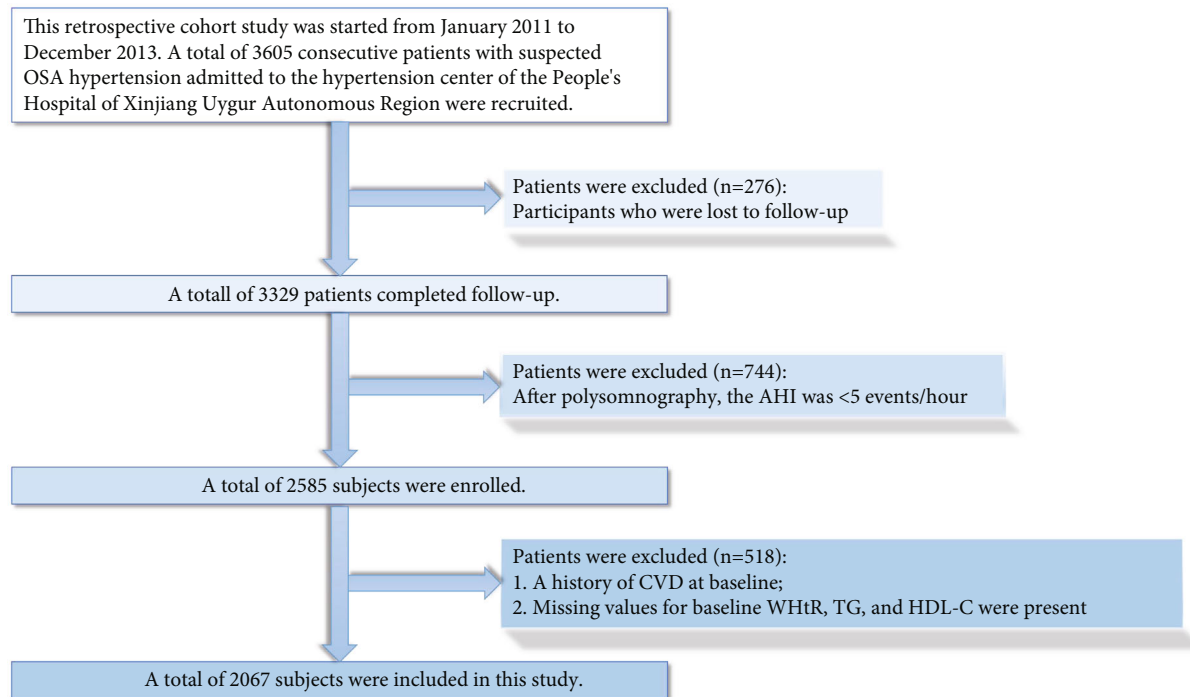 This retrospective cohort study was started from January 2011 to
December 2013. A total of 3605 consecutive patients with suspected
OSA hypertension admitted to the hypertension center of the People's
Hospital of Xinjiang Uygur Autonomous Region were recruited.
Patients were excluded (n=276):
Participants who were lost to follow-up
A totall of 3329 patients completed follow-up.
Patients were excluded (n=744):
After polysomnography, the AHI was <5 events/hour
A total of 2585 subjects were enrolled.
Patients were excluded (n=518):
1. A history of CVD at baseline;
2. Missing values for baseline WHtR, TG, and HDL-C were present
A total of 2067 subjects were included in this study.